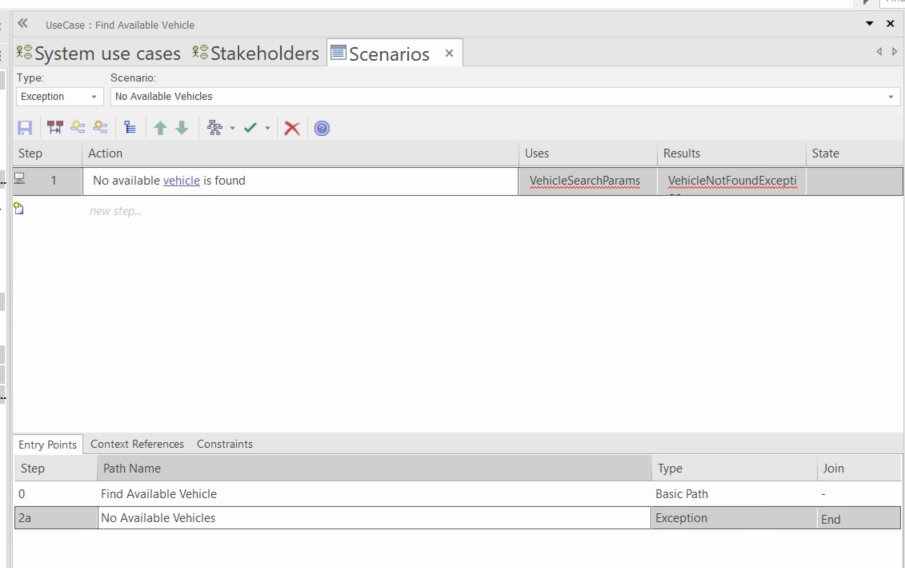 UseCase : Find Available Vehicle
System use cases Stakeholders Scenarios
Type: Scenario:
Exception No Available Vehicles
Step Action Uses Results State
1 No available vehicle is found VehicleSearchParams VehicleNotFoundExcepti
new step...
Entry Points Context References Constraints
Step Path Name Type Join
0 Find Available Vehicle Basic Path -
2a No Available Vehicles Exception End